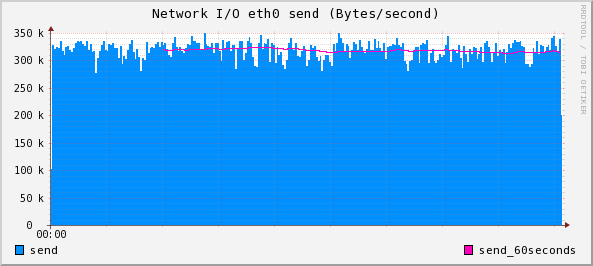 Network I/O eth0 send (Bytes/second)
RRDTOOL / TOBI OETIKER
350 k
300 k
250 k
200 k
150 k
100 k
50 k
0
00:00
send
send_60seconds